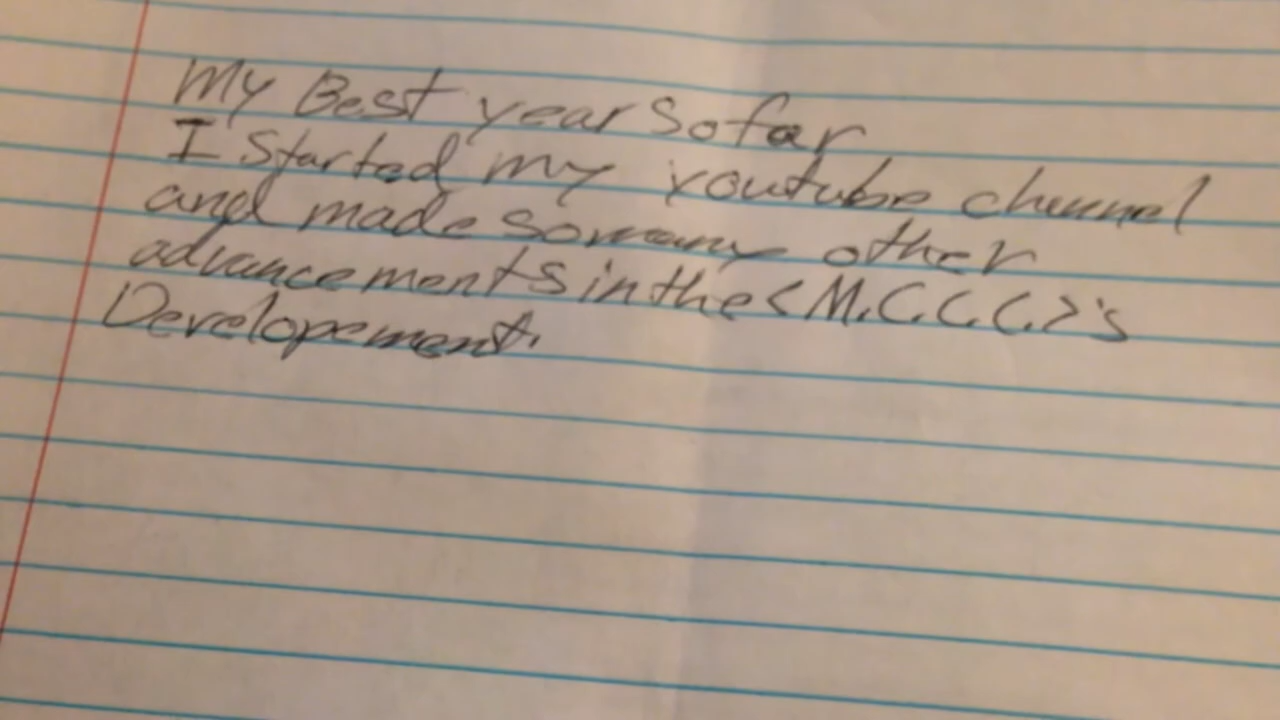 My Best year so far
I started my youtube channel
and made so many other
advancements in the <M.C.C.C.>'s
Developement.